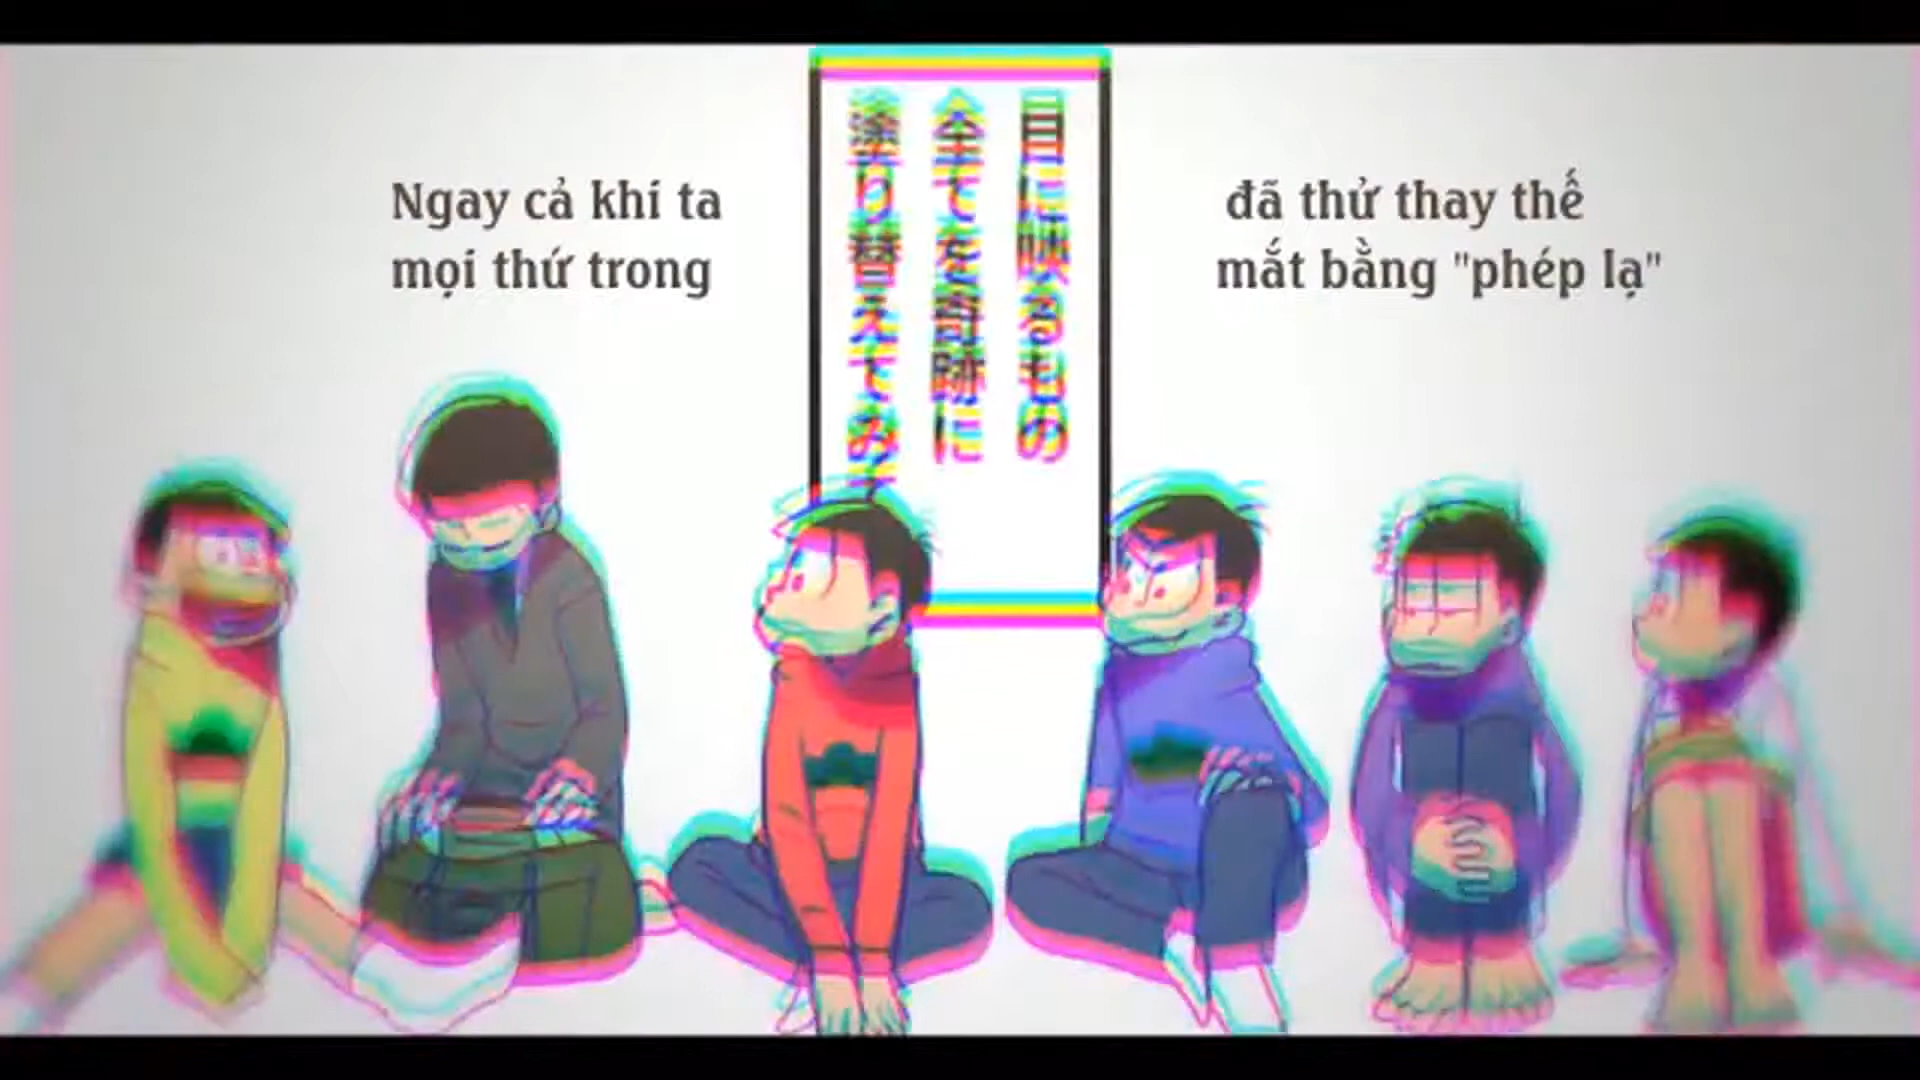 Ngay cả khi ta đã thử thay thế
mọi thứ trong mắt bằng "phép lạ"
目に映るもの
全てを奇跡に
塗り替えてみて